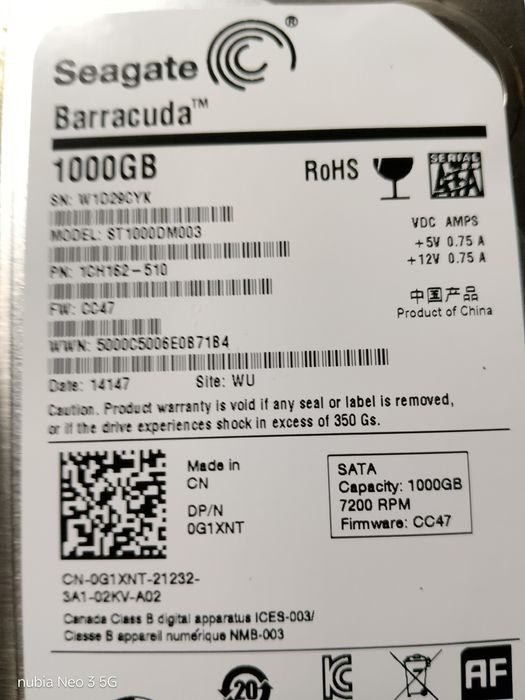 Seagate ®
Barracuda™
1000GB
RoHS
SERIAL
ATA
SN: W1D29CYK
MODEL: ST1000DM003
PN: 1CH162-510
FW: CC47
WWN: 5000C5006E0B71B4
Date: 14147 Site: WU
VDC AMPS
+5V 0.75 A
+12V 0.75 A
中国产品
Product of China
Caution. Product warranty is void if any seal or label is removed,
or if the drive experiences shock in excess of 350 Gs.
Made in
CN
DP/N
0G1XNT
SATA
Capacity: 1000GB
7200 RPM
Firmware: CC47
CN-0G1XNT-21232-
3A1-02KV-A02
Canada Class B digital apparatus ICES-003/
Classe B appareil numérique NMB-003
20
AF
nubia Neo 3 5G